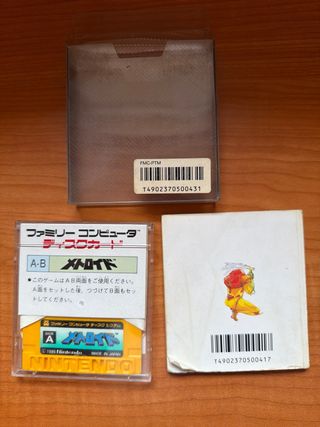 FMC-PTM
T4902370500431
ファミリー コンピュータ
ディスクカード
A·B
メトロイド
●このゲームはAB両面をご使用ください。
A面をセットした後、つづけてB面もセッ
トしてください。
ファミリー コンピュータ ディスク システム
A
メトロイド
© 1986 Nintendo MADE IN JAPAN
NINTENDO
T4902370500417